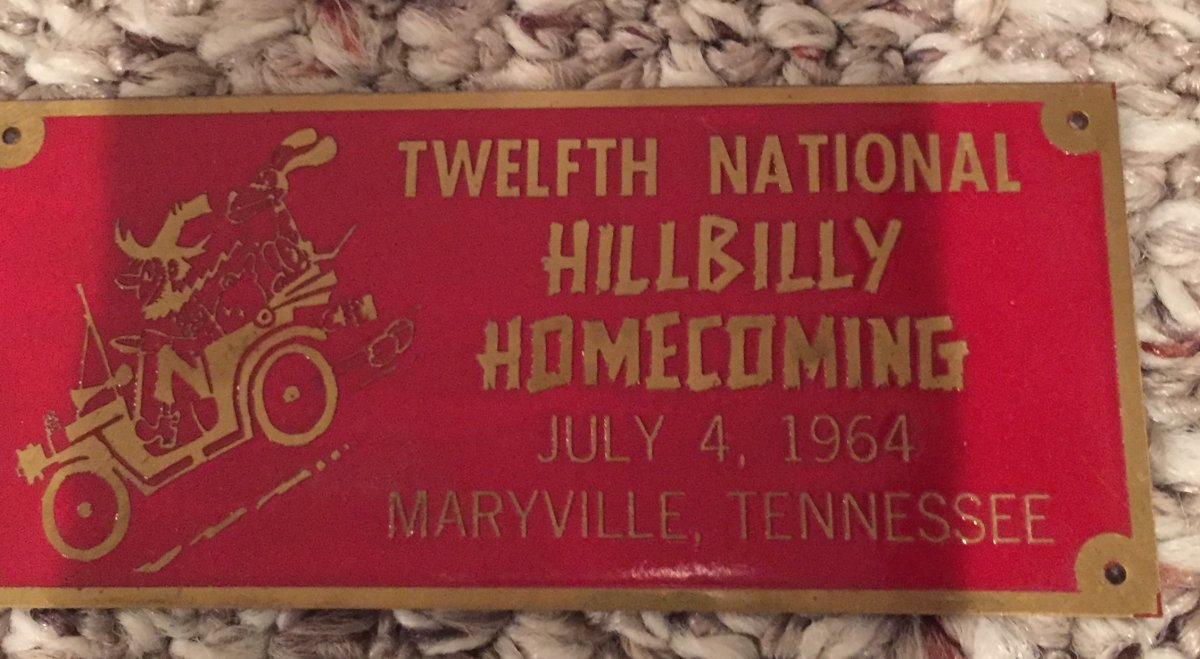 TWELFTH NATIONAL
HILLBILLY
HOMECOMING
JULY 4, 1964
MARYVILLE, TENNESSEE